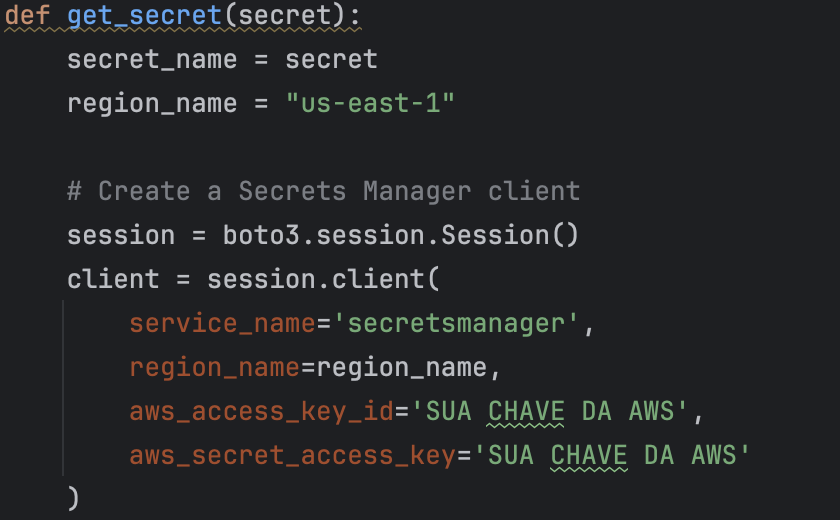 def get_secret(secret):
    secret_name = secret
    region_name = "us-east-1"

    # Create a Secrets Manager client
    session = boto3.session.Session()
    client = session.client(
        service_name='secretsmanager',
        region_name=region_name,
        aws_access_key_id='SUA CHAVE DA AWS',
        aws_secret_access_key='SUA CHAVE DA AWS'
    )